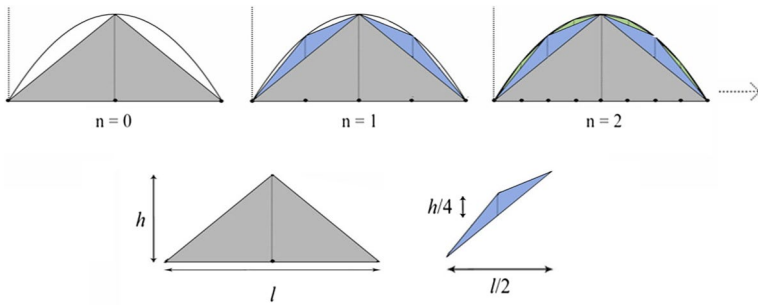 n = 0
n = 1
n = 2
h
l
h/4
l/2